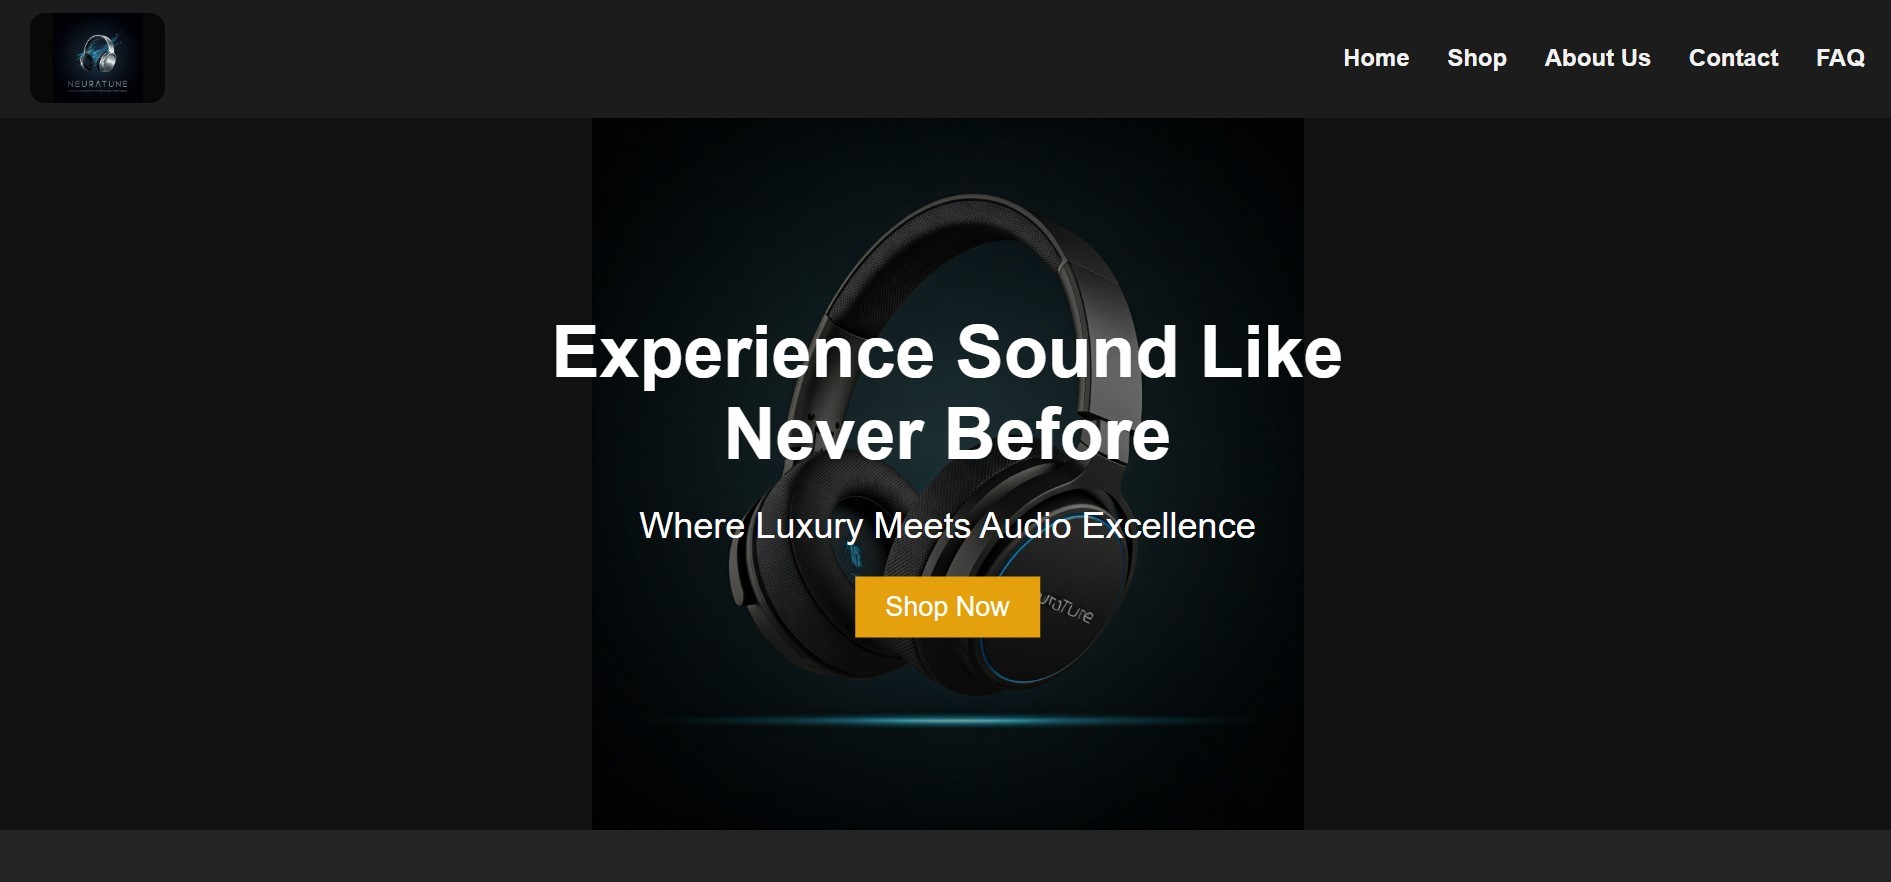 NEURATUNE
Home Shop About Us Contact FAQ
Experience Sound Like
Never Before
Where Luxury Meets Audio Excellence
Shop Now